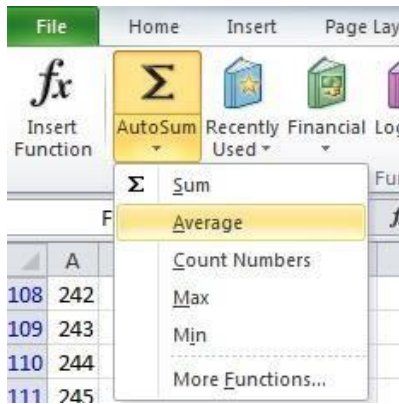 File Home Insert Page Lay
fx Σ
Insert AutoSum Recently Financial Log
Function Used
Σ Sum Fu
F Average f
Count Numbers
A
108 242 Max
109 243 Min
110 244
More Functions...
111 245